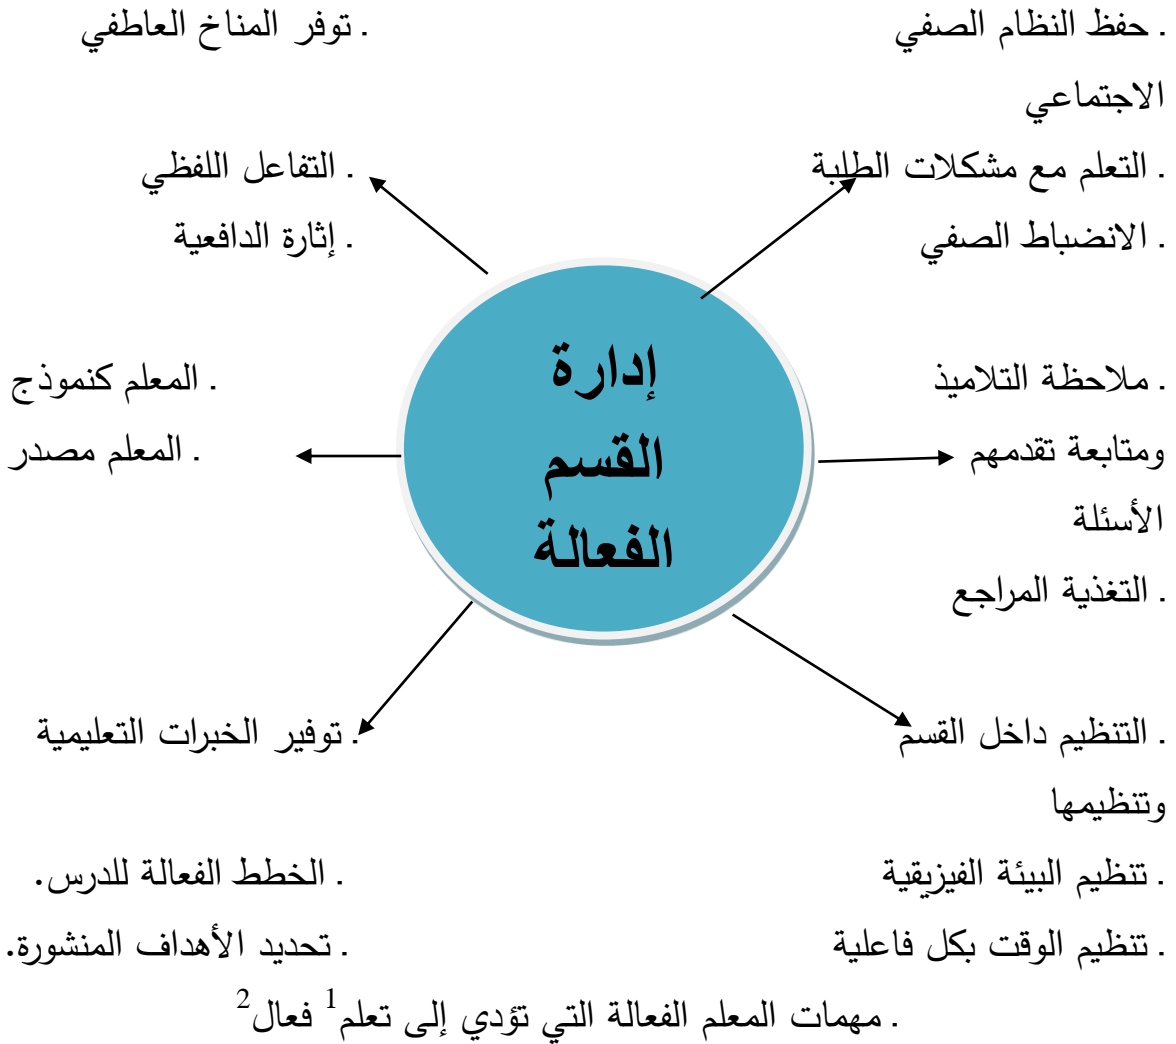 . حفظ النظام الصفي . توفر المناخ العاطفي
الاجتماعي
. التعلم مع مشكلات الطلبة . التفاعل اللفظي
. الانضباط الصفي . إثارة الدافعية
إدارة
القسم
الفعالة
. ملاحظة التلاميذ . المعلم كنموذج
ومتابعة تقدمهم . المعلم مصدر
الأسئلة
. التغذية المراجع
. التنظيم داخل القسم . توفير الخبرات التعليمية
وتنظيمها
. تنظيم البيئة الفيزيقية . الخطط الفعالة للدرس.
. تنظيم الوقت بكل فاعلية . تحديد الأهداف المنشورة.
. مهمات المعلم الفعالة التي تؤدي إلى تعلم1 فعال2